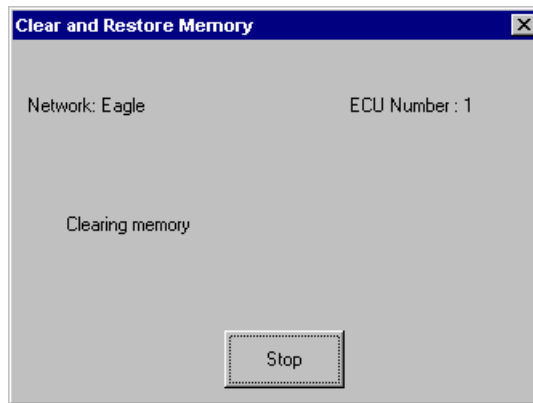 Clear and Restore Memory
Network: Eagle
ECU Number : 1
Clearing memory
Stop